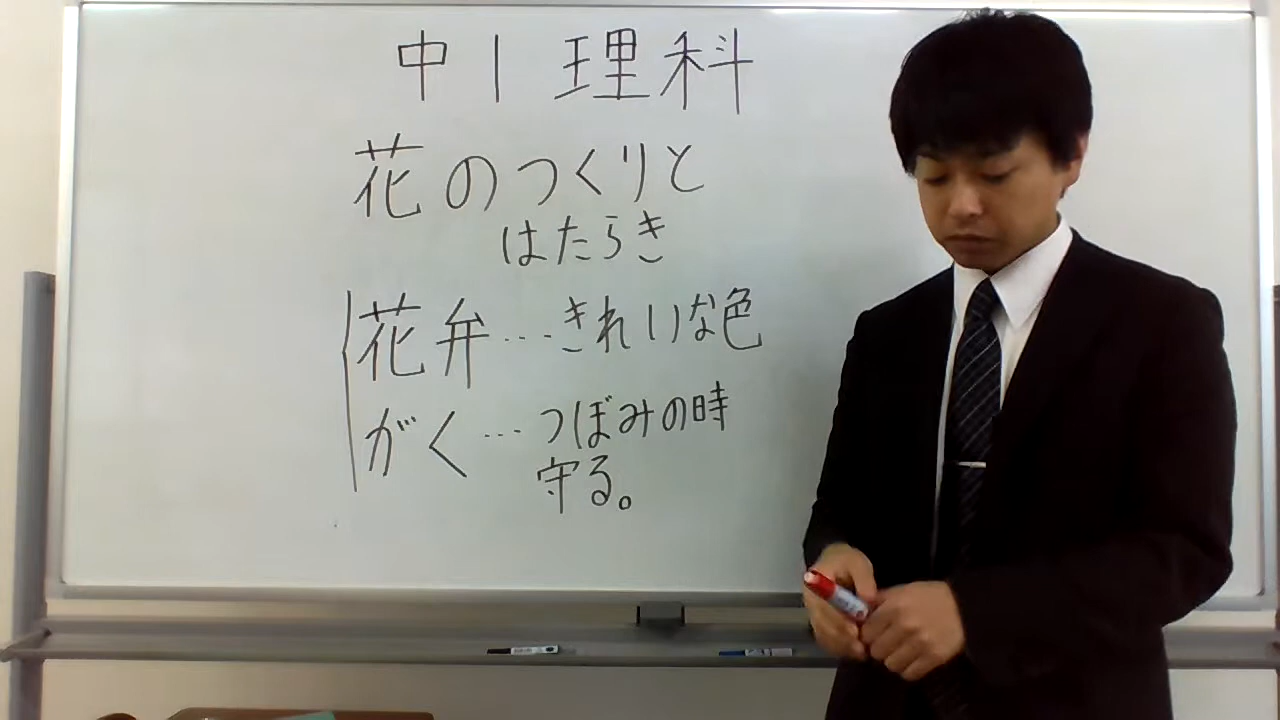 中1理科
花のつくりと
はたらき
花弁…きれいな色
がく…つぼみの時
守る。